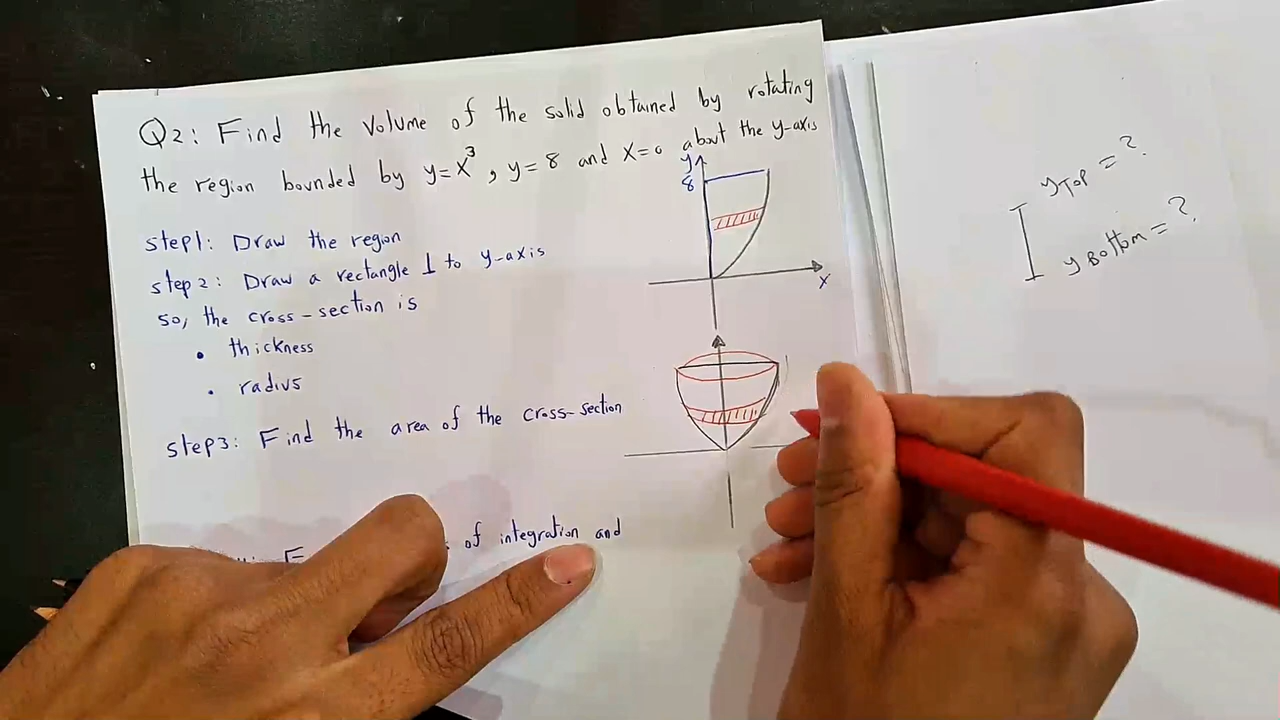 Q2: Find the volume of the solid obtained by rotating
the region bounded by y=x³, y=8 and x=0 about the y-axis
y
8
x
step1: Draw the region
step2: Draw a rectangle ⊥ to y-axis
so, the cross-section is
• thickness
• radius
step3: Find the area of the cross-section
of integration and
yTop = ?
yBottom = ?